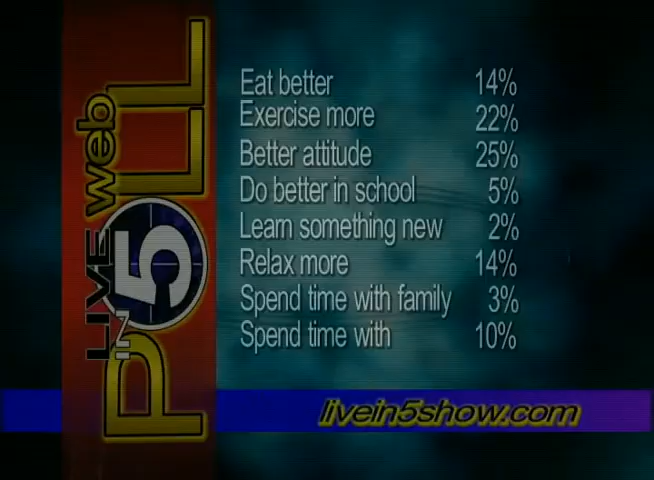 LIVE IN 5
web
POLL
Eat better 14%
Exercise more 22%
Better attitude 25%
Do better in school 5%
Learn something new 2%
Relax more 14%
Spend time with family 3%
Spend time with 10%
livein5show.com